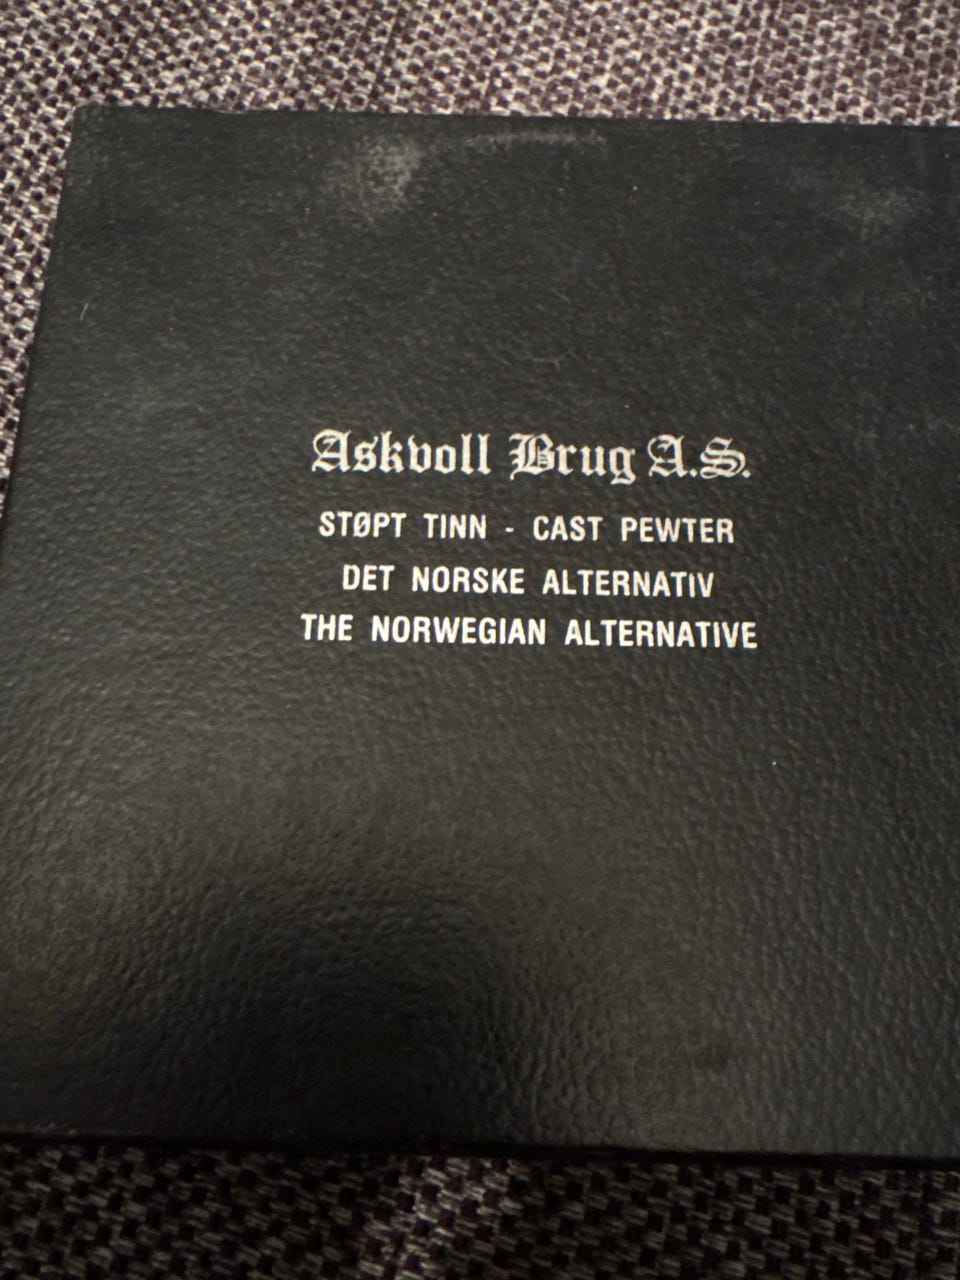 Askvoll Brug A.S.
STØPT TINN - CAST PEWTER
DET NORSKE ALTERNATIV
THE NORWEGIAN ALTERNATIVE